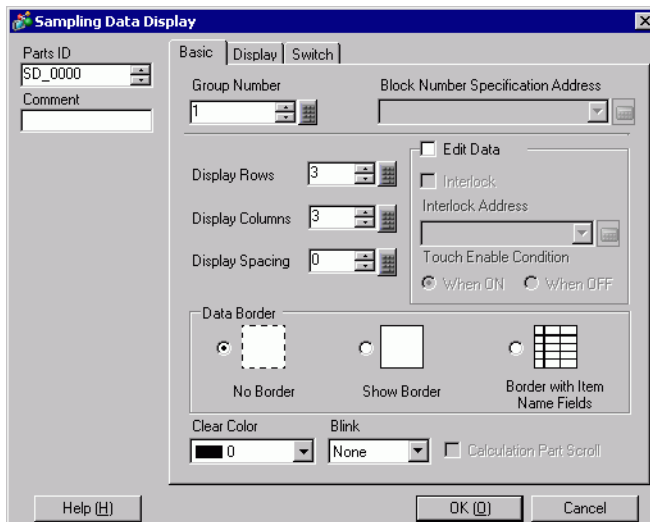 Sampling Data Display
Parts ID
SD_0000
Comment
Basic Display Switch
Group Number
1
Block Number Specification Address
Display Rows 3
Display Columns 3
Display Spacing 0
Edit Data
Interlock
Interlock Address
Touch Enable Condition
When ON When OFF
Data Border
No Border
Show Border
Border with Item
Name Fields
Clear Color
0
Blink
None
Calculation Part Scroll
Help (H)
OK (O)
Cancel